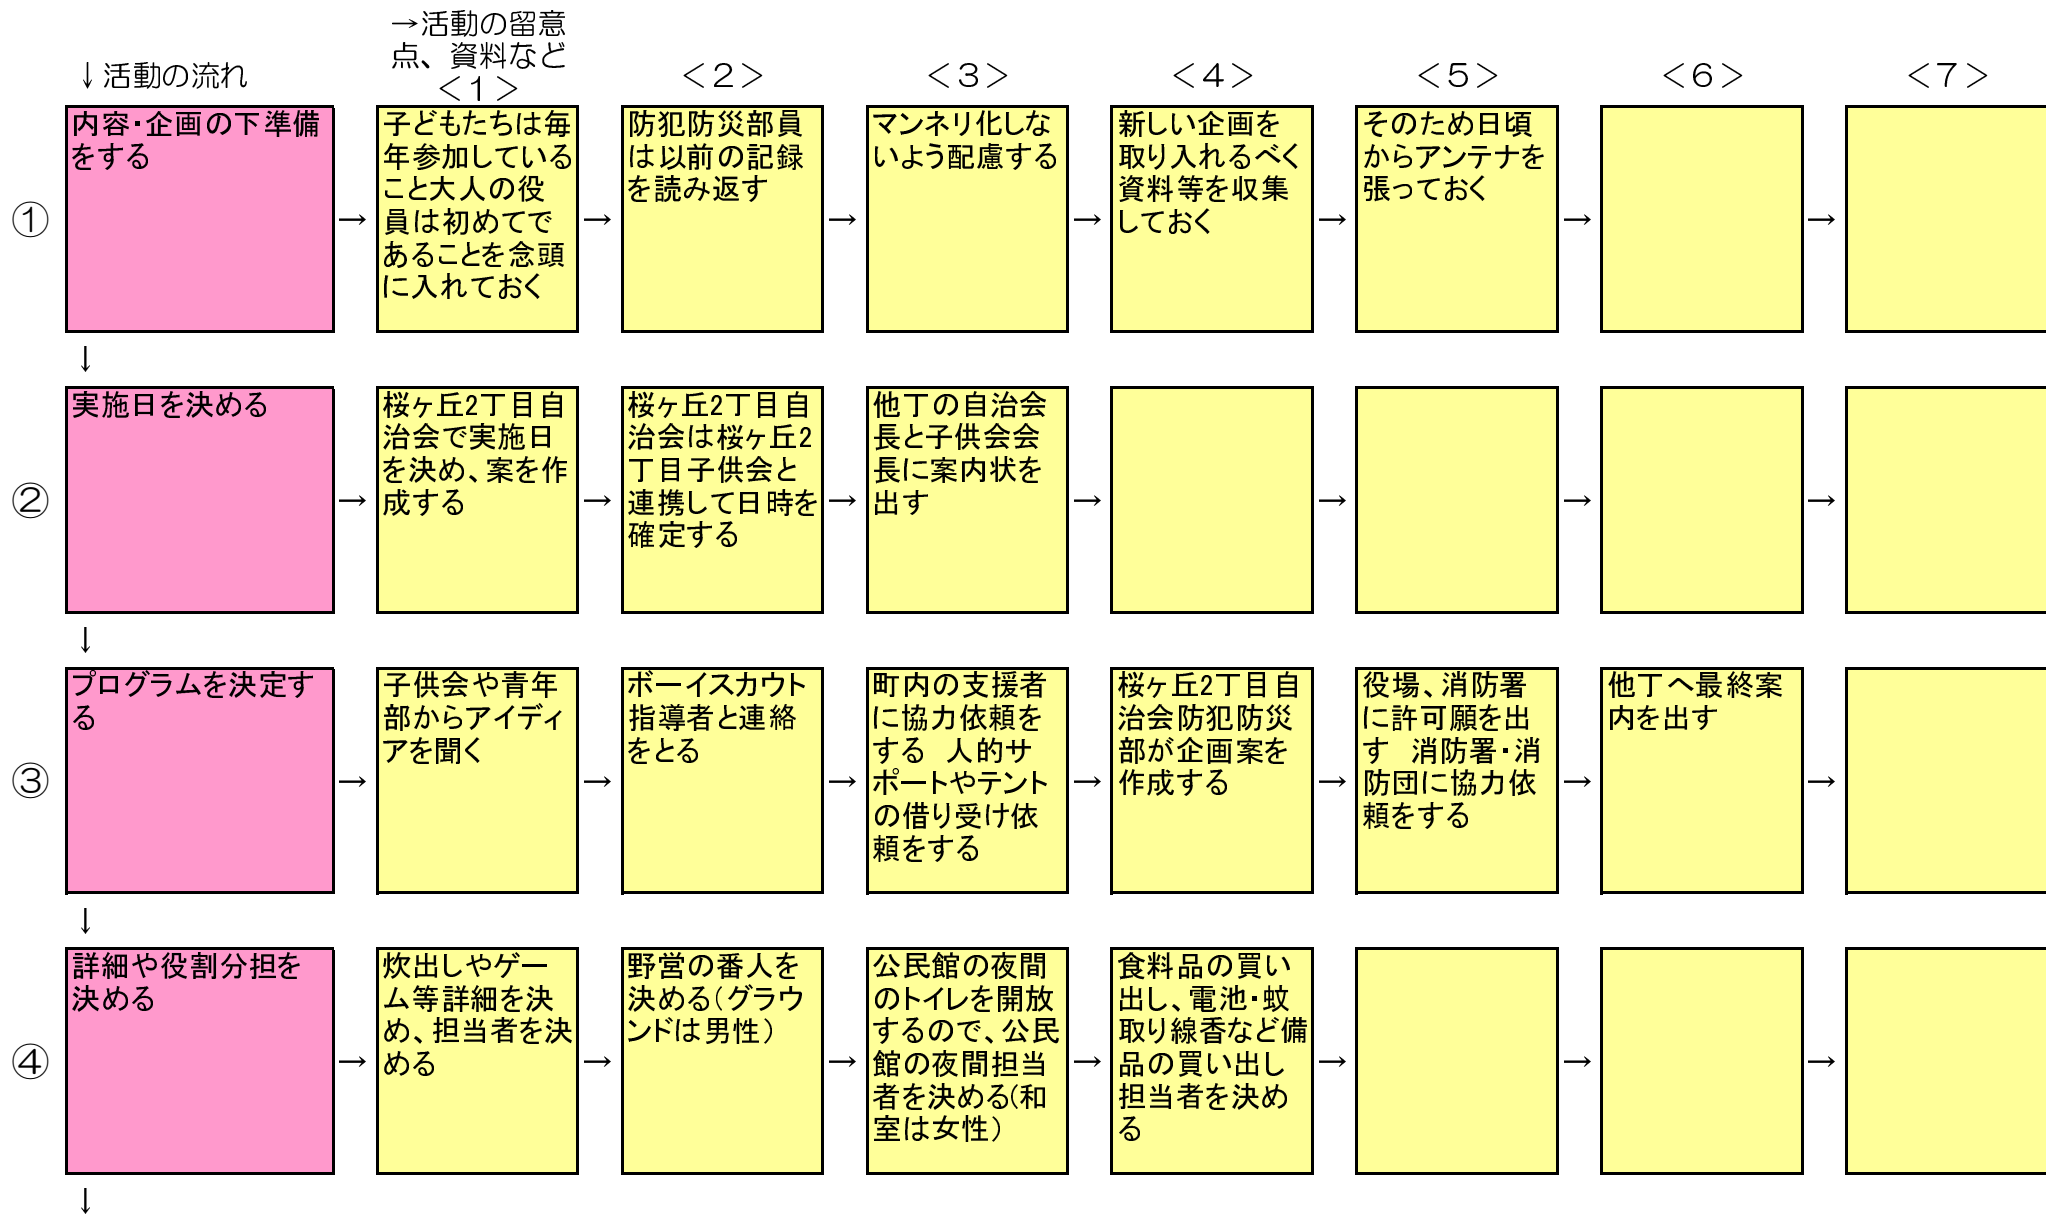 →活動の留意
点、資料など
↓活動の流れ
＜１＞
＜２＞
＜３＞
＜４＞
＜５＞
＜６＞
＜７＞
①
内容・企画の下準備
をする
→
子どもたちは毎
年参加している
こと大人の役
員は初めてで
あることを念頭
に入れておく
→
防犯防災部員
は以前の記録
を読み返す
→
マンネリ化しな
いよう配慮する
→
新しい企画を
取り入れるべく
資料等を収集
しておく
→
そのため日頃
からアンテナを
張っておく
→
→
↓
②
実施日を決める
→
桜ヶ丘2丁目自
治会で実施日
を決め、案を作
成する
→
桜ヶ丘2丁目自
治会は桜ヶ丘2
丁目子供会と
連携して日時を
確定する
→
他丁の自治会
長と子供会会
長に案内状を
出す
→
→
→
→
↓
③
プログラムを決定す
る
→
子供会や青年
部からアイディ
アを聞く
→
ボーイスカウト
指導者と連絡
をとる
→
町内の支援者
に協力依頼を
する　人的サ
ポートやテント
の借り受け依
頼をする
→
桜ヶ丘2丁目自
治会防犯防災
部が企画案を
作成する
→
役場、消防署
に許可願を出
す　消防署・消
防団に協力依
頼をする
→
他丁へ最終案
内を出す
→
↓
④
詳細や役割分担を
決める
→
炊出しやゲー
ム等詳細を決
め、担当者を決
める
→
野営の番人を
決める（グラウ
ンドは男性）
→
公民館の夜間
のトイレを開放
するので、公民
館の夜間担当
者を決める（和
室は女性）
→
食料品の買い
出し、電池・蚊
取り線香など備
品の買い出し
担当者を決め
る
→
→
→
↓